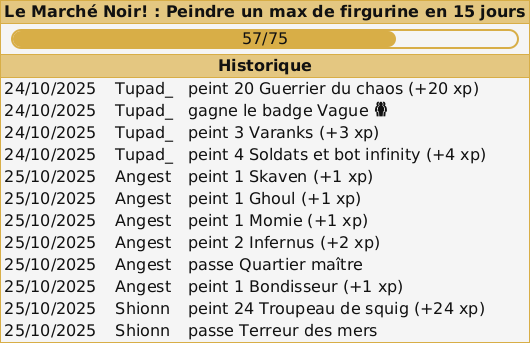 Le Marché Noir! : Peindre un max de firgurine en 15 jours
57/75
Historique
24/10/2025 Tupad_ peint 20 Guerrier du chaos (+20 xp)
24/10/2025 Tupad_ gagne le badge Vague
24/10/2025 Tupad_ peint 3 Varanks (+3 xp)
24/10/2025 Tupad_ peint 4 Soldats et bot infinity (+4 xp)
25/10/2025 Angest peint 1 Skaven (+1 xp)
25/10/2025 Angest peint 1 Ghoul (+1 xp)
25/10/2025 Angest peint 1 Momie (+1 xp)
25/10/2025 Angest peint 2 Infernus (+2 xp)
25/10/2025 Angest passe Quartier maître
25/10/2025 Angest peint 1 Bondisseur (+1 xp)
25/10/2025 Shionn peint 24 Troupeau de squig (+24 xp)
25/10/2025 Shionn passe Terreur des mers